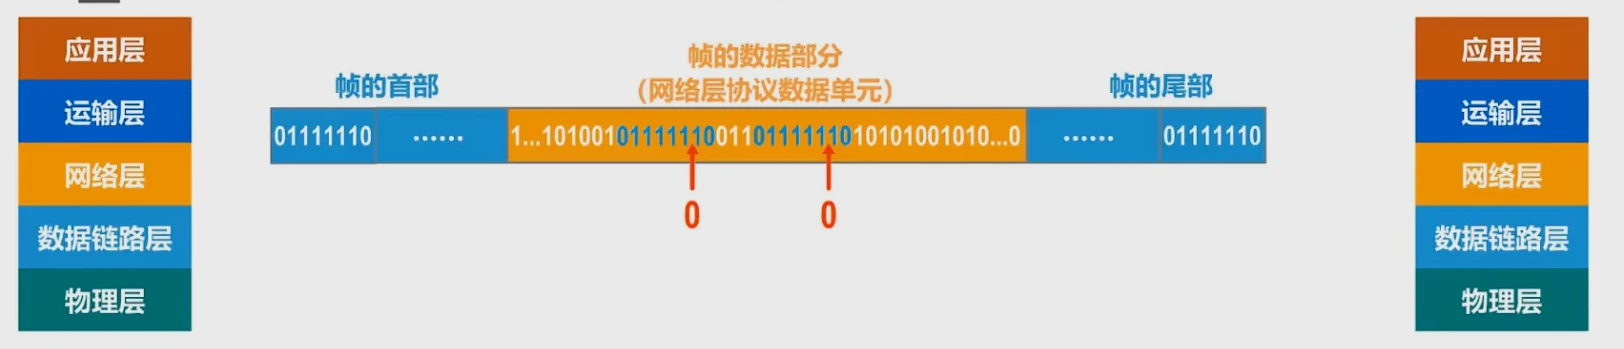 应用层
运输层
网络层
数据链路层
物理层
帧的首部
帧的数据部分
(网络层协议数据单元)
帧的尾部
01111110 ...... 1...1010010111111001101111111010101001010...0 ...... 01111110
0 0
应用层
运输层
网络层
数据链路层
物理层